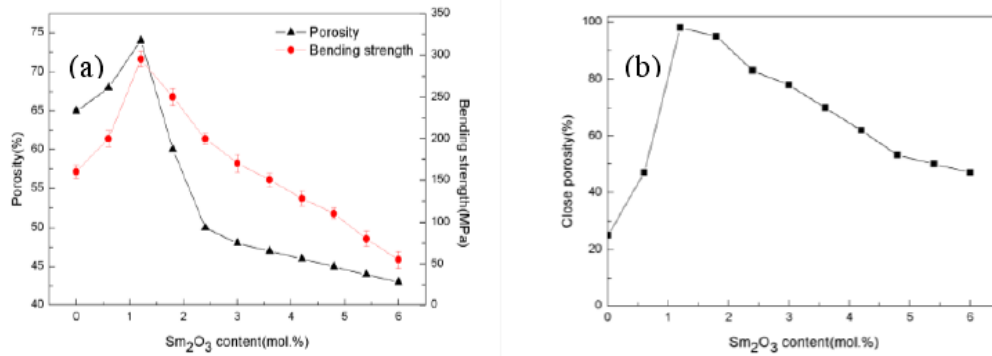 (a)
Porosity
Bending strength
Porosity(%)
75
70
65
60
55
50
45
40
350
300
250
200
150
100
50
0
Bending strength(MPa)
0 1 2 3 4 5 6
Sm2O3 content(mol.%)
(b)
Close porosity(%)
100
80
60
40
20
0
0 1 2 3 4 5 6
Sm2O3 content(mol.%)